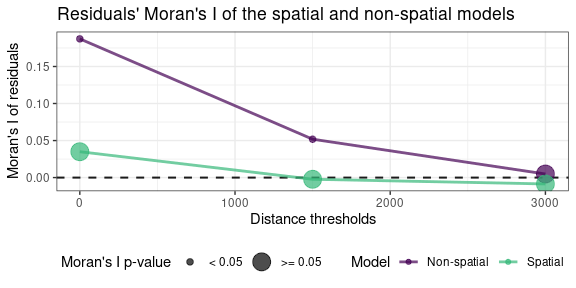 Residuals' Moran's I of the spatial and non-spatial models
Moran's I of residuals
0.15
0.10
0.05
0.00
0 1000 2000 3000
Distance thresholds
Moran's I p-value < 0.05 >= 0.05 Model Non-spatial Spatial